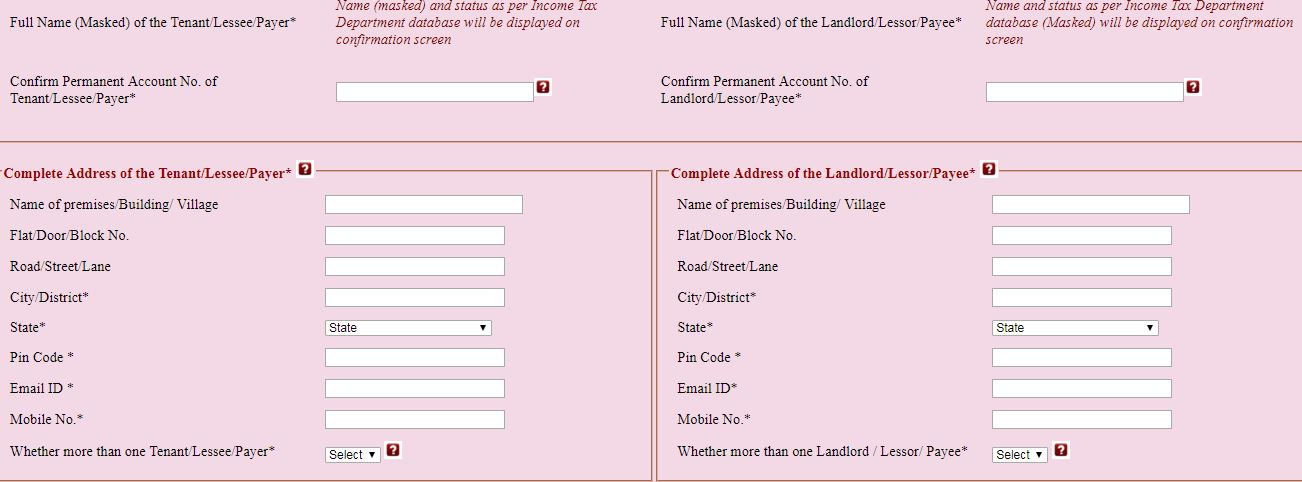 Name (masked) and status as per Income Tax
Full Name (Masked) of the Tenant/Lessee/Payer*
Department database will be displayed on
confirmation screen
Name and status as per Income Tax Department
Full Name (Masked) of the Landlord/Lessor/Payee*
database (Masked) will be displayed on confirmation
screen
Confirm Permanent Account No. of
Tenant/Lessee/Payer*
?
Confirm Permanent Account No. of
Landlord/Lessor/Payee*
?
Complete Address of the Tenant/Lessee/Payer* ?
Name of premises/Building/ Village
Flat/Door/Block No.
Road/Street/Lane
City/District*
State* State
Pin Code *
Email ID *
Mobile No.*
Whether more than one Tenant/Lessee/Payer* Select ?
Complete Address of the Landlord/Lessor/Payee* ?
Name of premises/Building/ Village
Flat/Door/Block No.
Road/Street/Lane
City/District*
State* State
Pin Code *
Email ID*
Mobile No.*
Whether more than one Landlord / Lessor/ Payee* Select ?